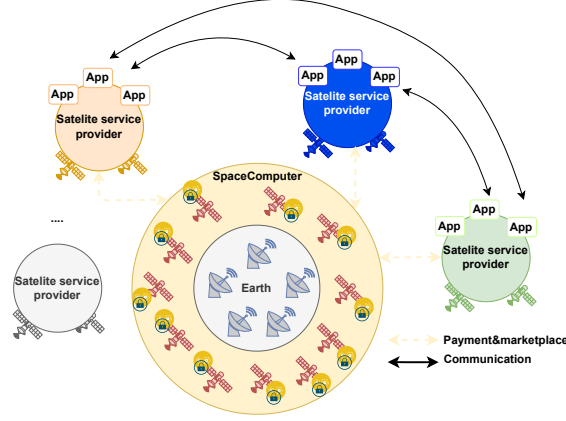 App
App
App
Satelite service
provider
App
App
App
Satelite service
provider
SpaceComputer
App
App
App
Satelite service
provider
....
Satelite service
provider
Earth
Payment&marketplace
Communication